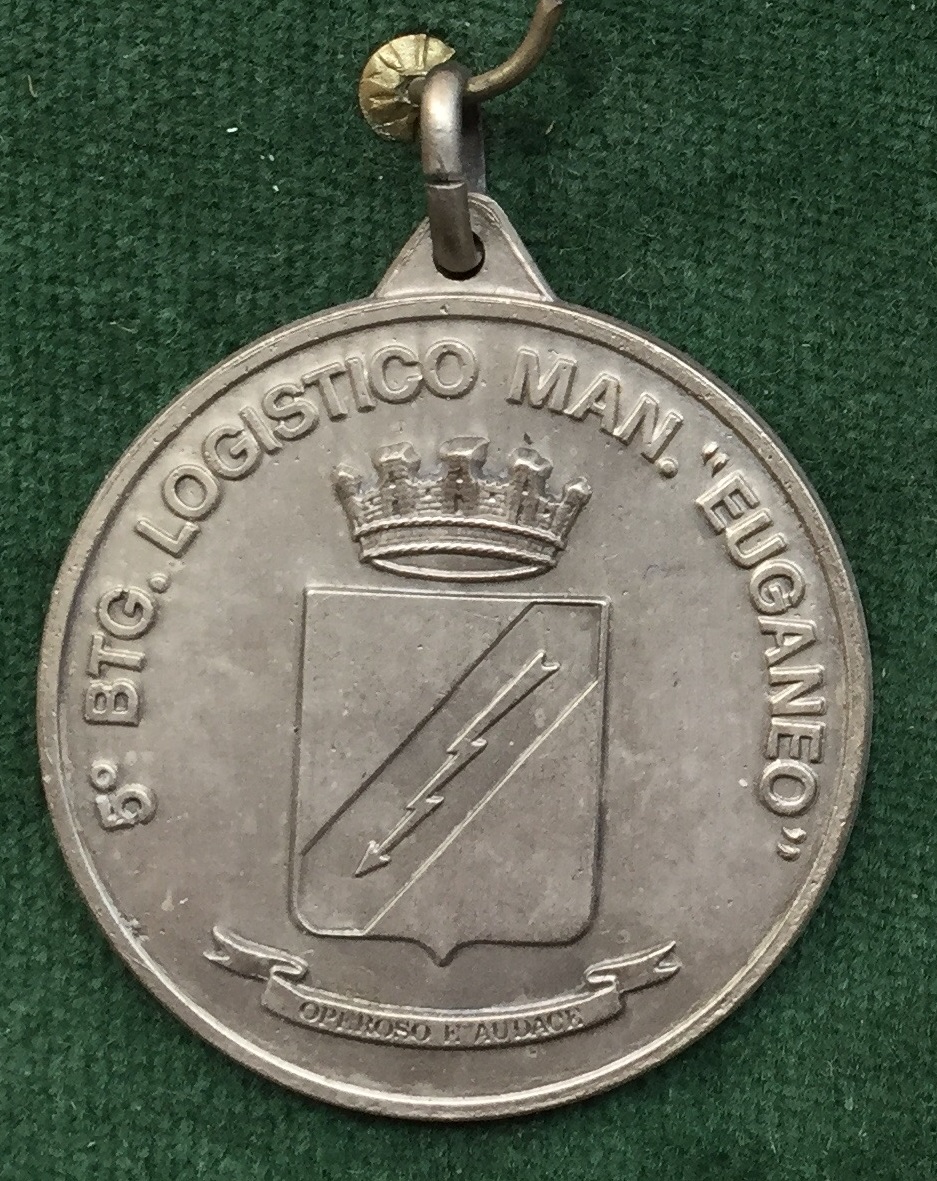 5° BTG. LOGISTICO MAN. "EUGANEO"
OPEROSO E AUDACE